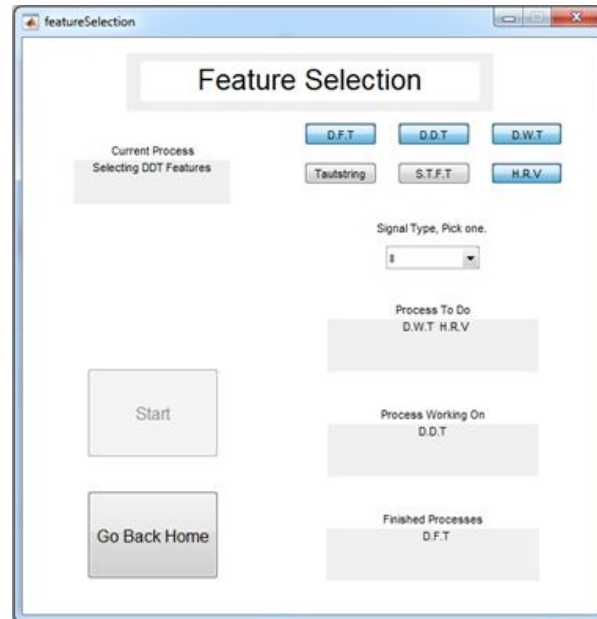 featureSelection
Feature Selection
D.F.T D.D.T D.W.T
Current Process
Selecting DDT Features
Tautstring S.T.F.T H.R.V
Signal Type, Pick one.
II
Process To Do
D.W.T H.R.V
Start
Process Working On
D.D.T
Go Back Home
Finished Processes
D.F.T